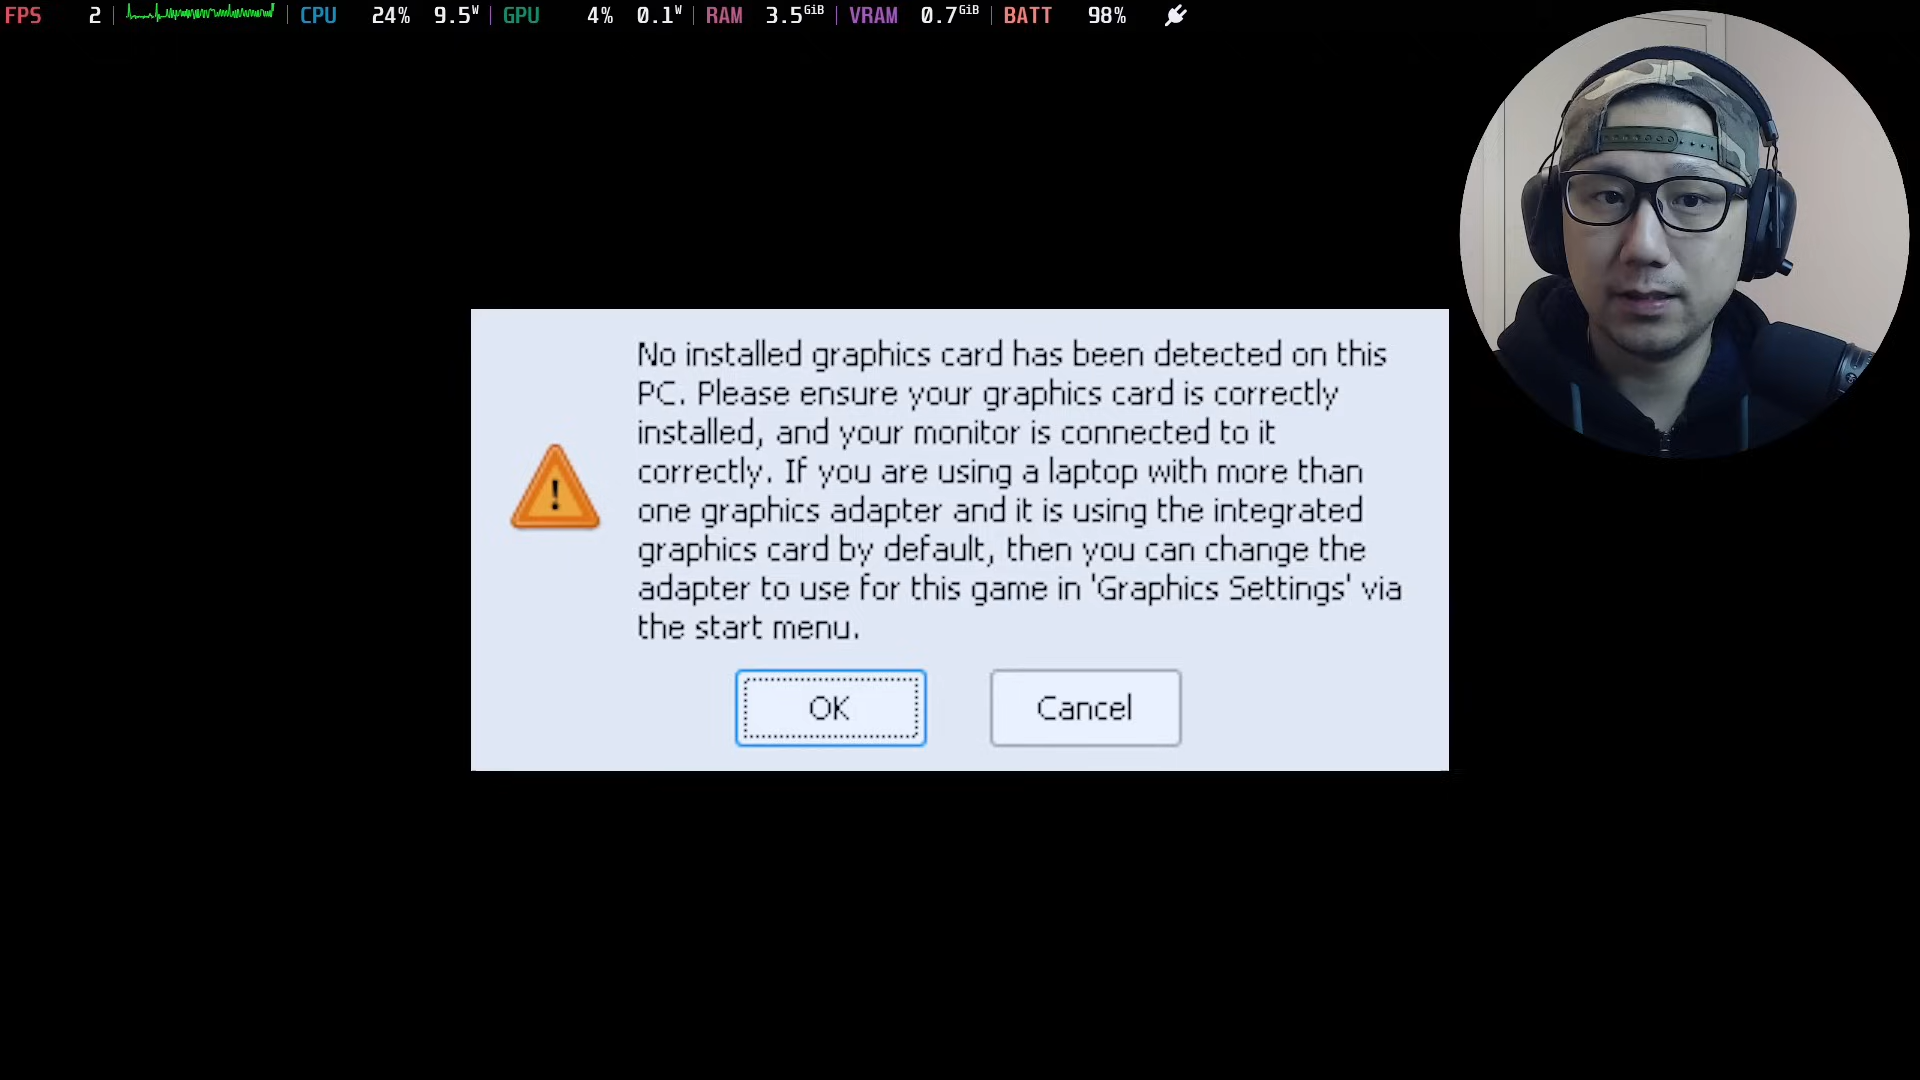 FPS 2 CPU 24% 9.5W GPU 4% 0.1W RAM 3.5GiB VRAM 0.7GiB BATT 98%
No installed graphics card has been detected on this
PC. Please ensure your graphics card is correctly
installed, and your monitor is connected to it
correctly. If you are using a laptop with more than
one graphics adapter and it is using the integrated
graphics card by default, then you can change the
adapter to use for this game in 'Graphics Settings' via
the start menu.
OK Cancel